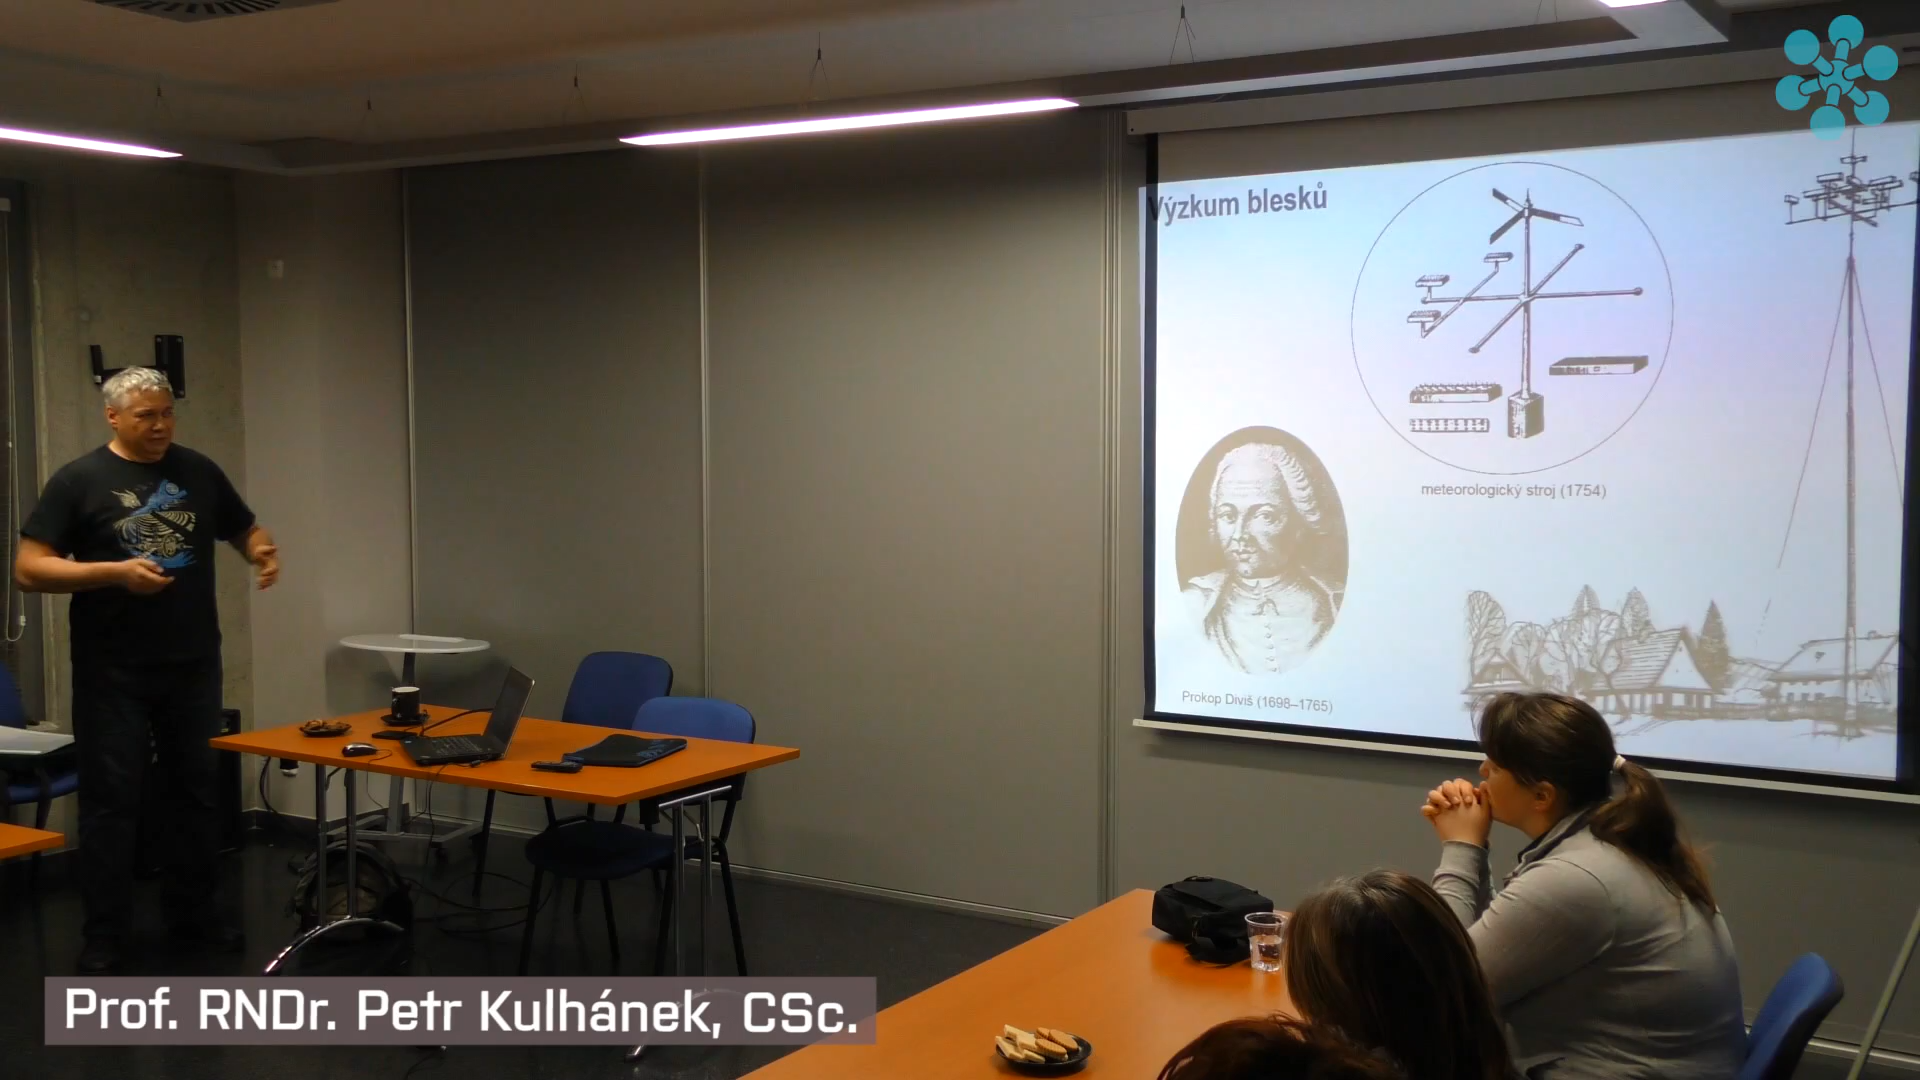 Výzkum blesků
meteorologický stroj (1754)
Prokop Diviš (1698–1765)
Prof. RNDr. Petr Kulhánek, CSc.